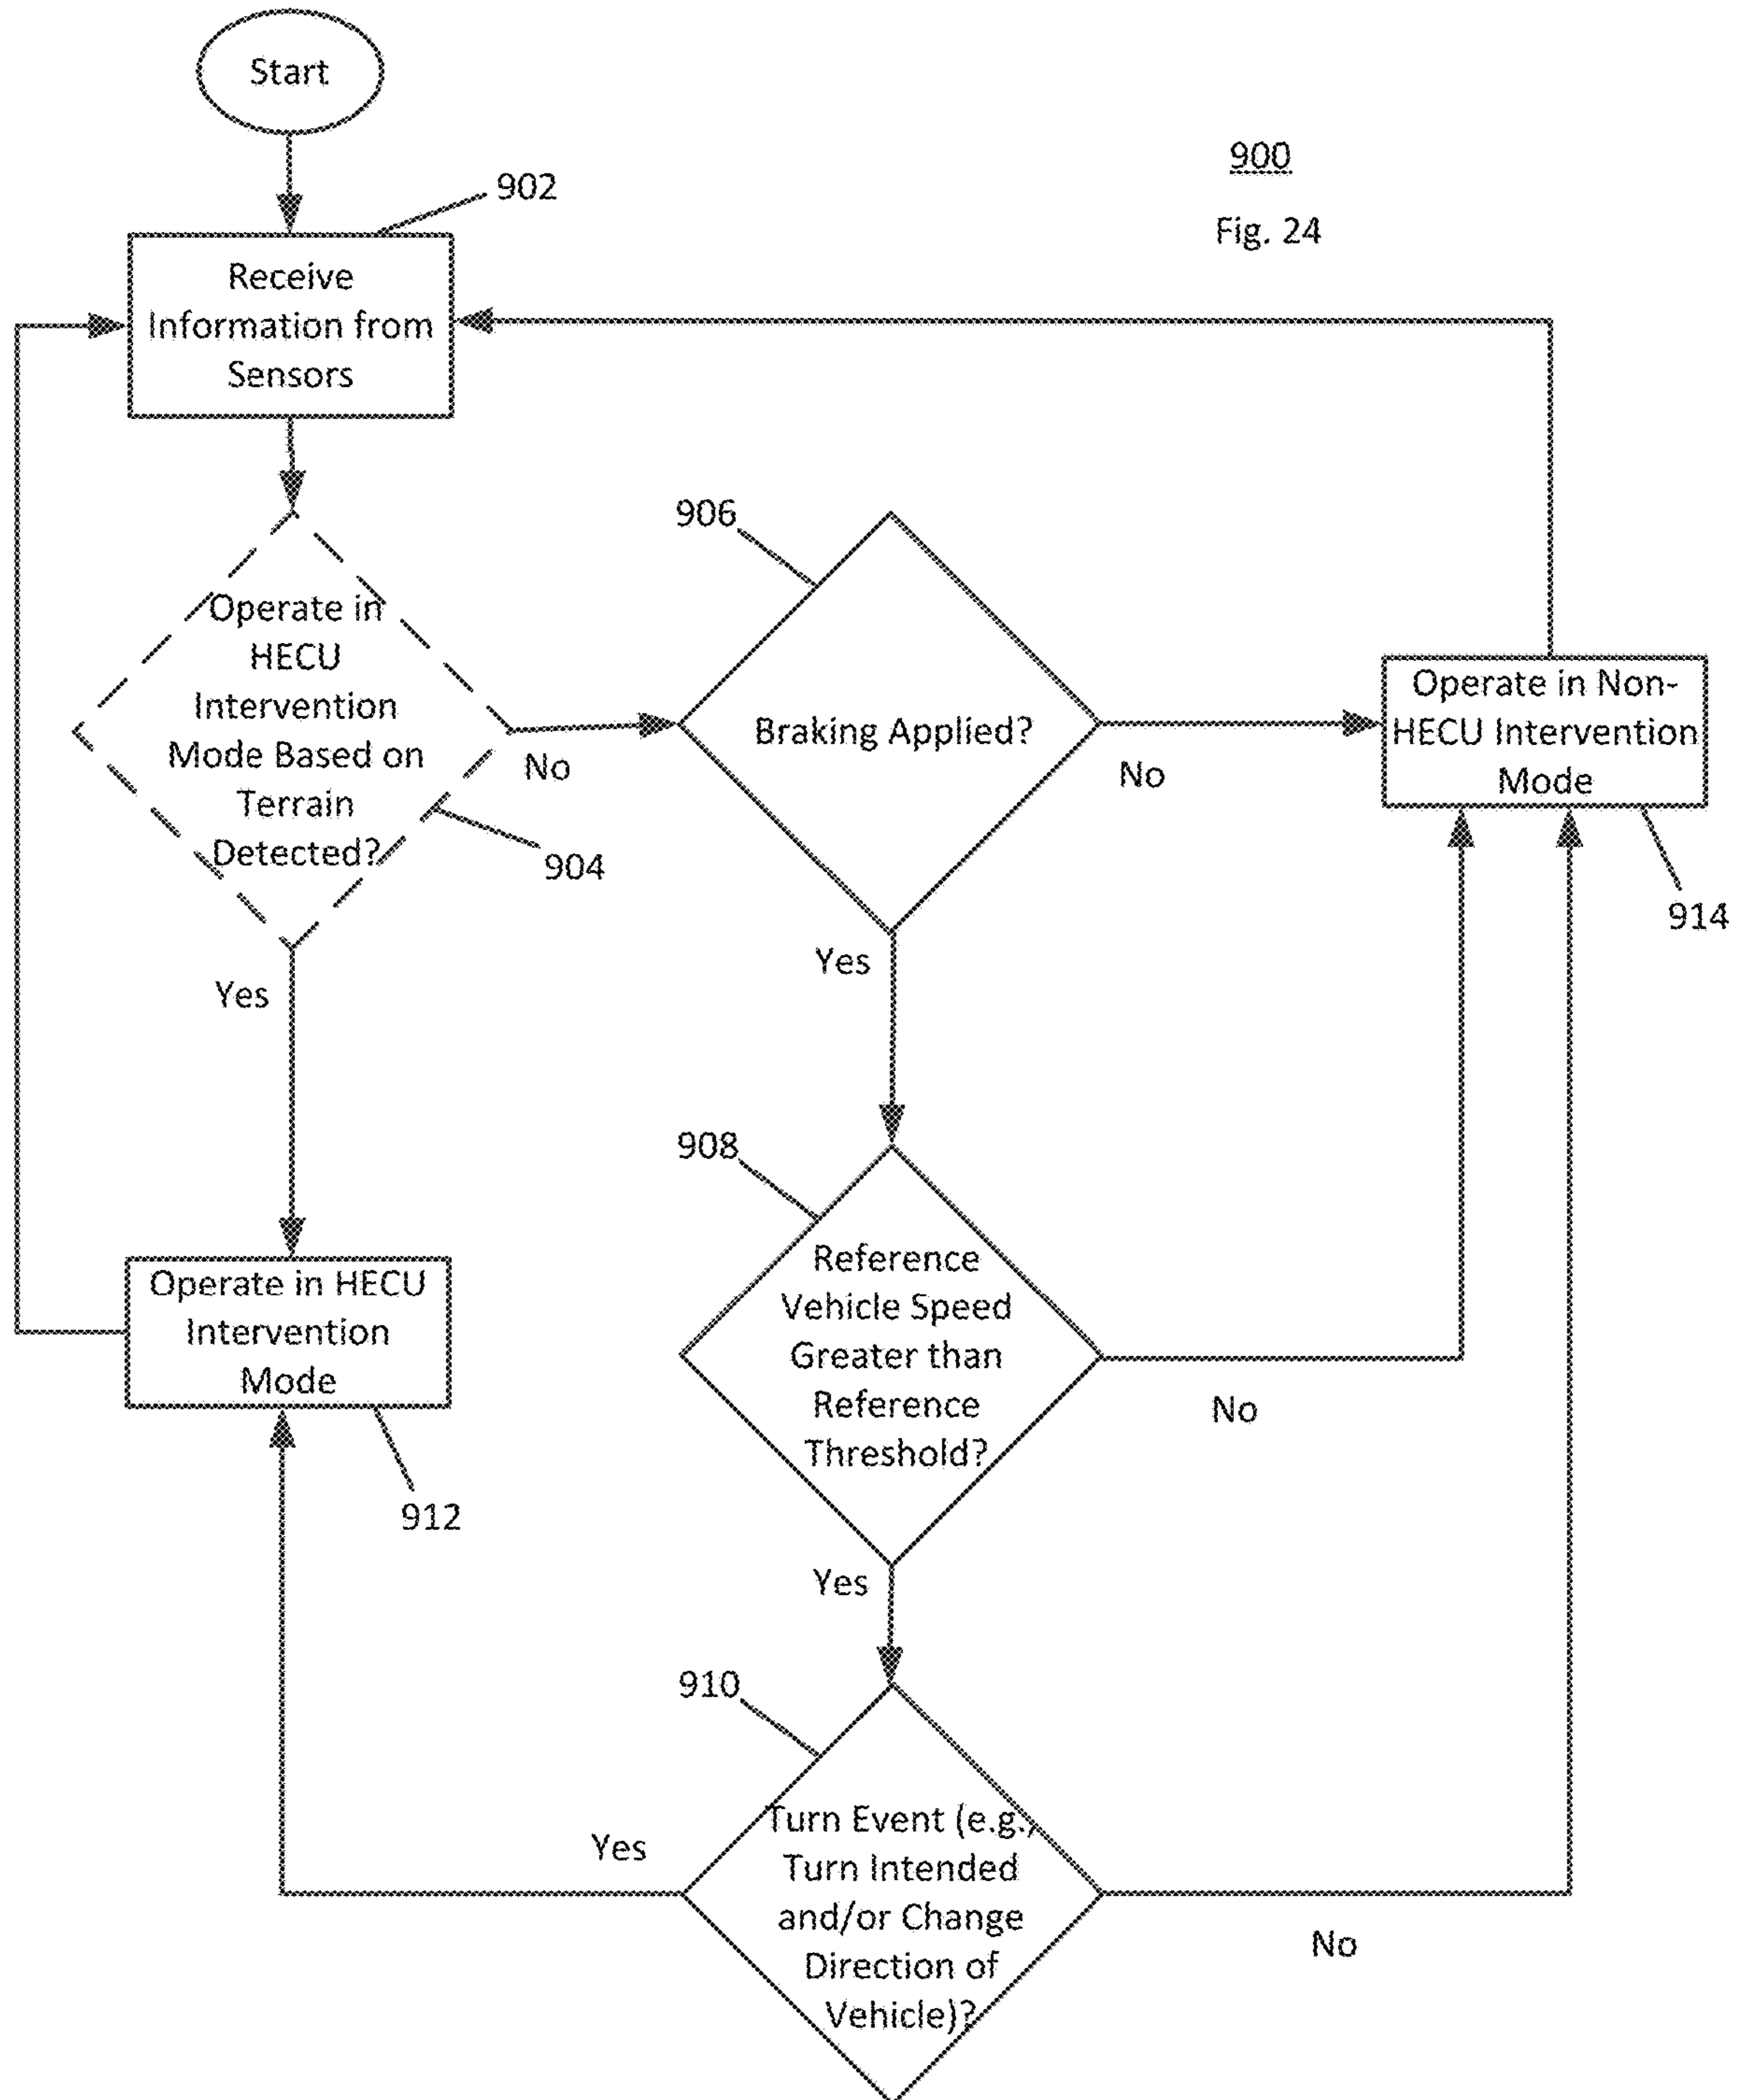 Start
900
Fig. 24
902
Receive
Information from
Sensors
904
Operate in
HECU
Intervention
Mode Based on
Terrain
Detected?
No
Yes
906
Braking Applied?
No
Yes
Operate in Non-
HECU Intervention
Mode
914
908
Reference
Vehicle Speed
Greater than
Reference
Threshold?
No
Yes
Operate in HECU
Intervention
Mode
912
910
Turn Event (e.g.,
Turn Intended
and/or Change
Direction of
Vehicle)?
Yes
No